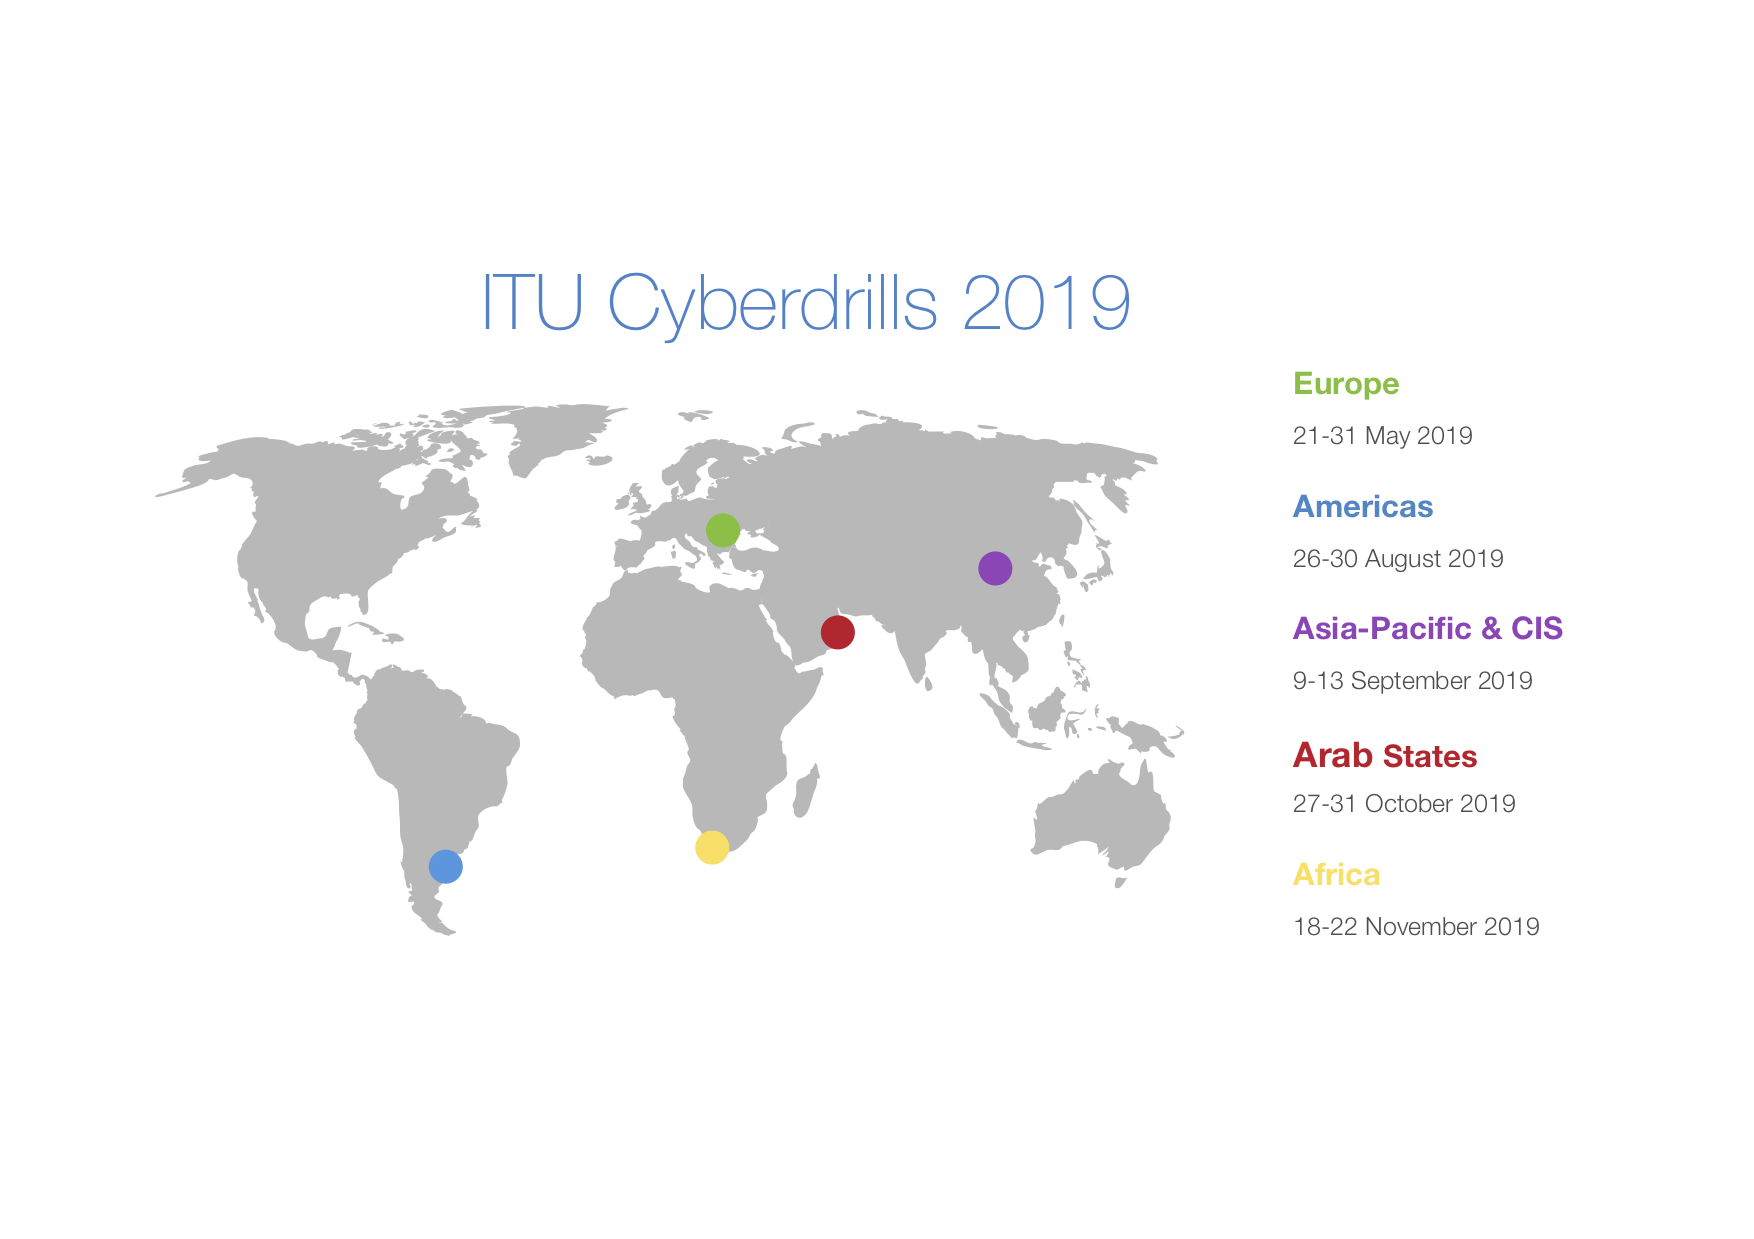 ITU Cyberdrills 2019
Europe
21-31 May 2019
Americas
26-30 August 2019
Asia-Pacific & CIS
9-13 September 2019
Arab States
27-31 October 2019
Africa
18-22 November 2019